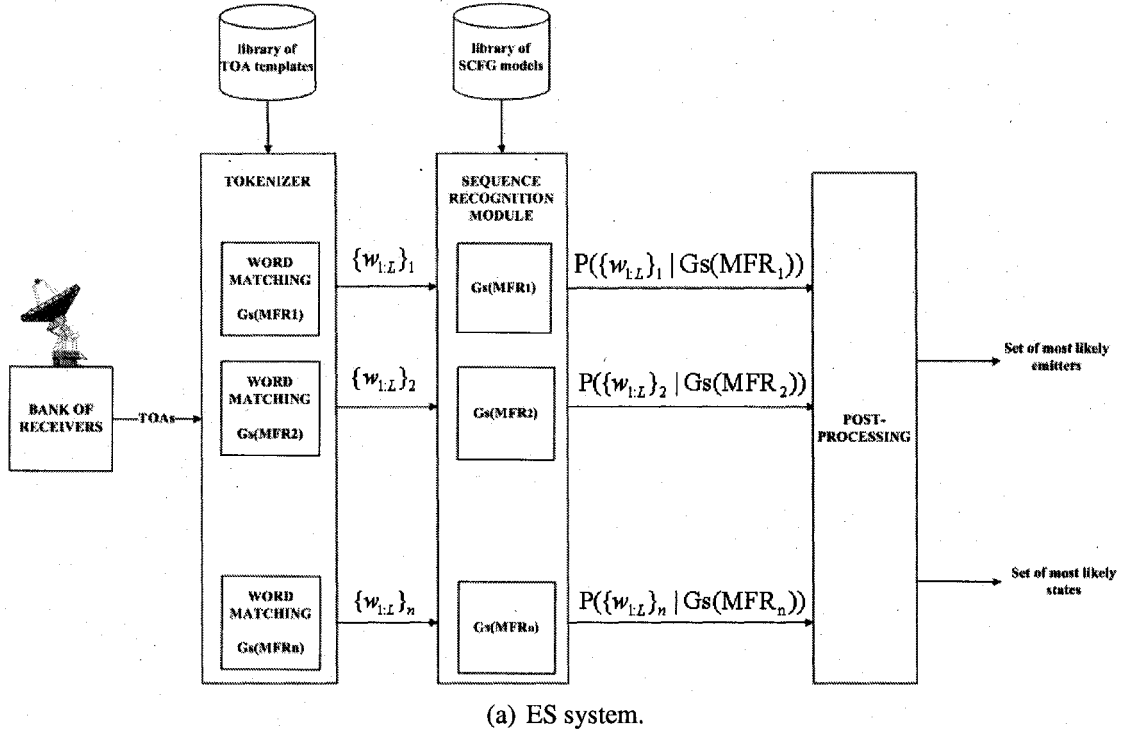 library of
TOA templates
library of
SCFG models
TOKENIZER
SEQUENCE
RECOGNITION
MODULE
WORD
MATCHING
Gs(MFR1)
{w1:L}1
Gs(MFR1)
P({w1:L}1 | Gs(MFR1))
WORD
MATCHING
Gs(MFR2)
{w1:L}2
Gs(MFR2)
P({w1:L}2 | Gs(MFR2))
BANK OF
RECEIVERS
TOAs
POST-
PROCESSING
Set of most likely
emitters
WORD
MATCHING
Gs(MFRn)
{w1:L}n
Gs(MFRn)
P({w1:L}n | Gs(MFRn))
Set of most likely
states
(a) ES system.